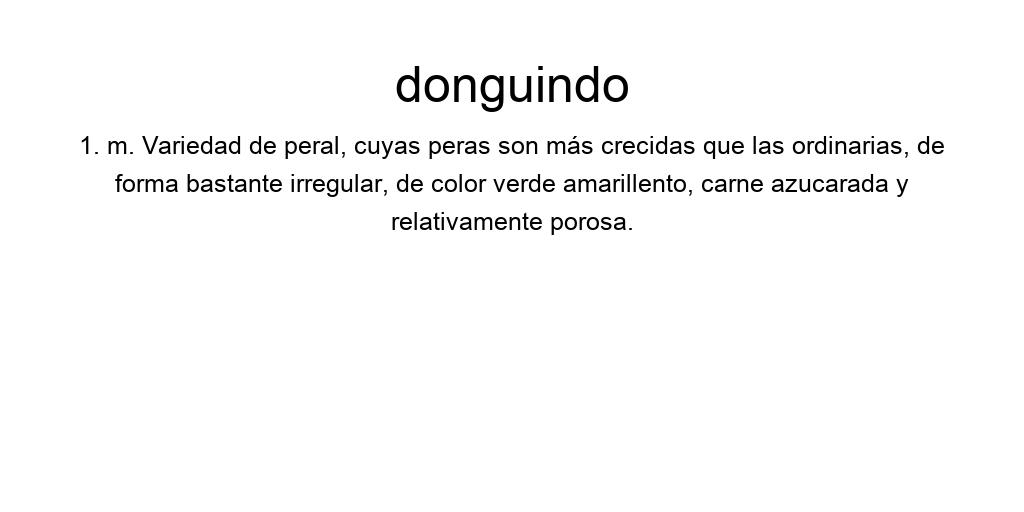 donguindo
1. m. Variedad de peral, cuyas peras son más crecidas que las ordinarias, de
forma bastante irregular, de color verde amarillento, carne azucarada y
relativamente porosa.